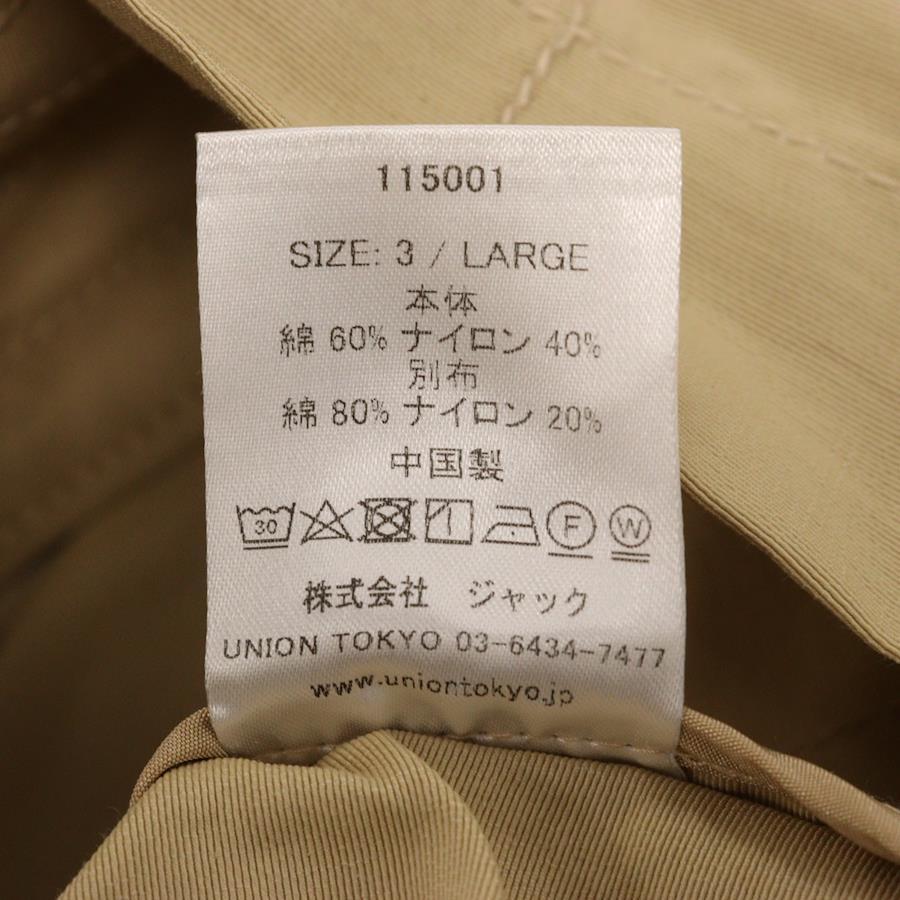 115001
SIZE: 3 / LARGE
本体
綿 60% ナイロン 40%
別布
綿 80% ナイロン 20%
中国製
30 F W
株式会社 ジャック
UNION TOKYO 03-6434-7477
www.uniontokyo.jp